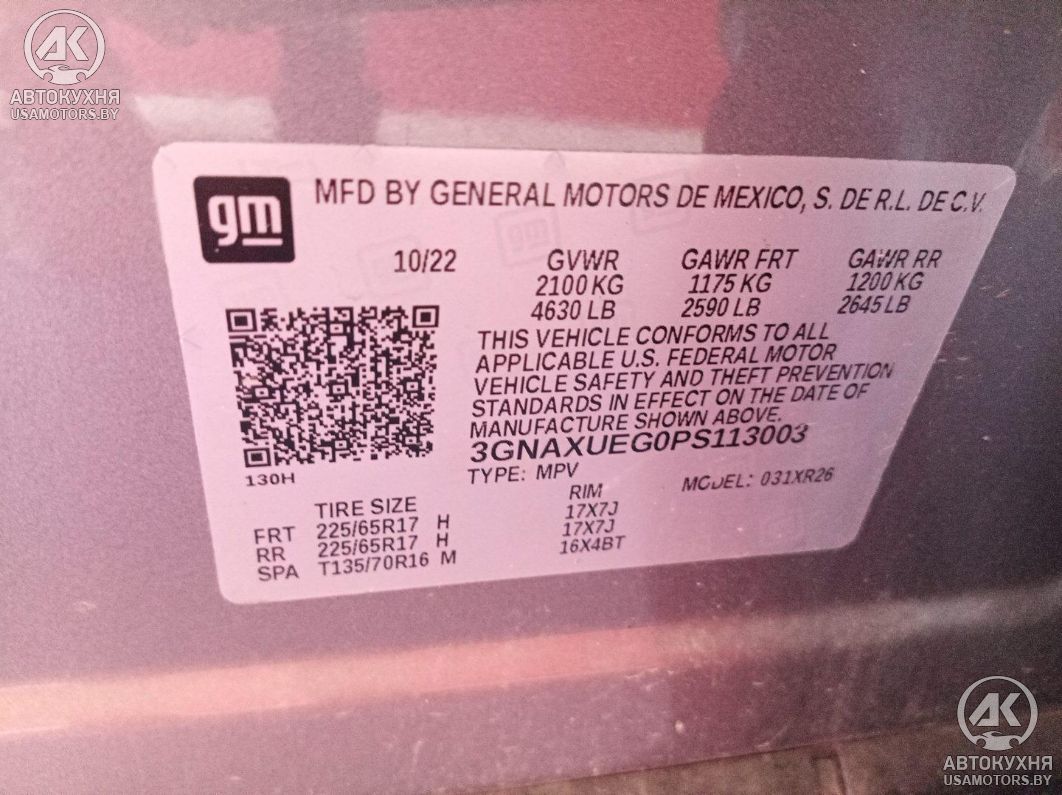 AK
АВТОКУХНЯ
USAMOTORS.BY
gm
MFD BY GENERAL MOTORS DE MEXICO, S. DE R.L. DE C.V.
10/22 GVWR GAWR FRT GAWR RR
2100 KG 1175 KG 1200 KG
4630 LB 2590 LB 2645 LB
THIS VEHICLE CONFORMS TO ALL
APPLICABLE U.S. FEDERAL MOTOR
VEHICLE SAFETY AND THEFT PREVENTION
STANDARDS IN EFFECT ON THE DATE OF
MANUFACTURE SHOWN ABOVE.
3GNAXUEG0PS113003
130H
TYPE: MPV MODEL: 031XR26
TIRE SIZE RIM
FRT 225/65R17 H 17X7J
RR 225/65R17 H 17X7J
SPA T135/70R16 M 16X4BT
AK
АВТОКУХНЯ
USAMOTORS.BY